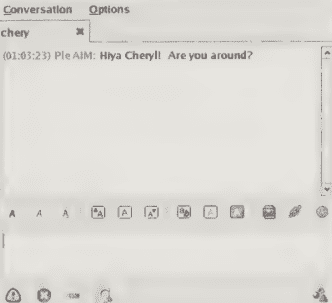 Conversation Options
chery
(01:03:23) Ple AIM: Hiya Cheryl! Are you around?